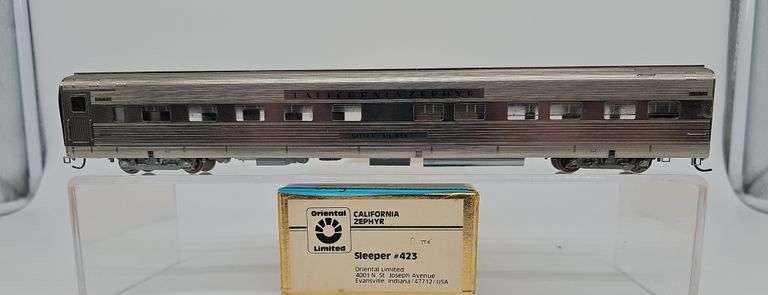 CALIFORNIA ZEPHYR
Oriental
Limited
CALIFORNIA
ZEPHYR
Sleeper #423
Oriental Limited
4001 N. St. Joseph Avenue
Evansville, Indiana/47712/USA